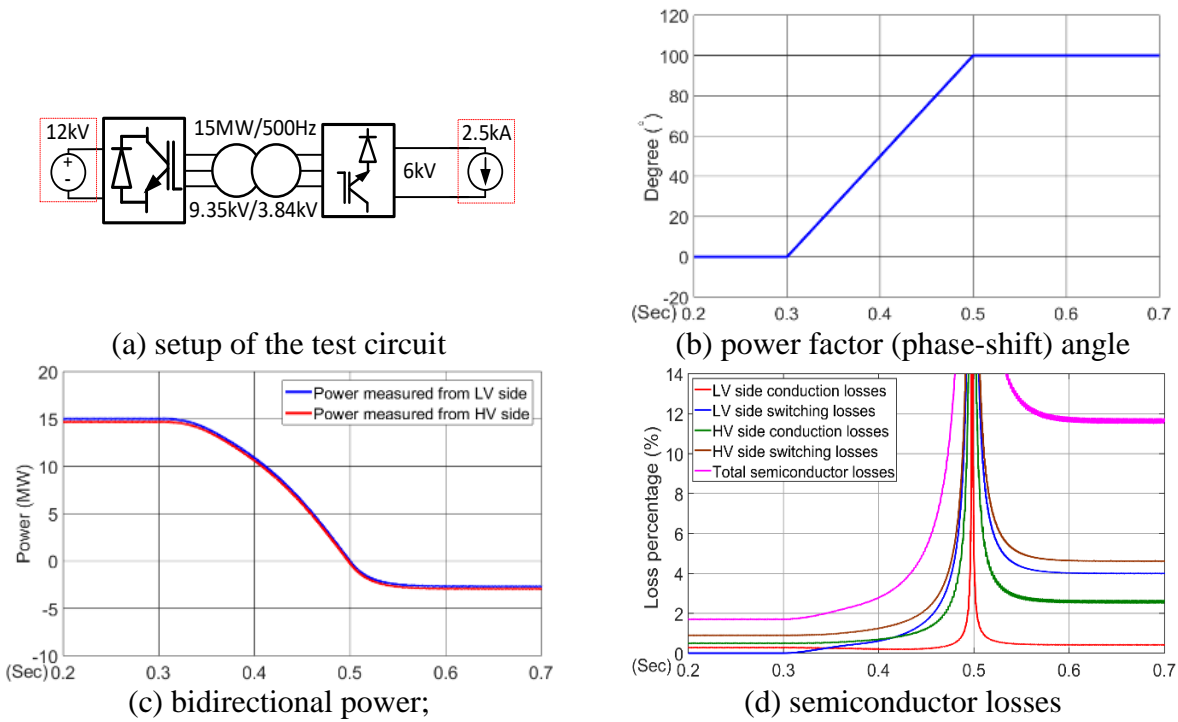 12kV
15MW/500Hz
2.5kA
+
-
6kV
9.35kV/3.84kV
(a) setup of the test circuit
120
100
80
60
40
20
0
-20
Degree (°)
(Sec) 0.2 0.3 0.4 0.5 0.6 0.7
(b) power factor (phase-shift) angle
20
15
10
5
0
-5
-10
Power (MW)
Power measured from LV side
Power measured from HV side
(Sec)
0.2 0.3 0.4 0.5 0.6 0.7
(c) bidirectional power;
14
12
10
8
6
4
2
0
Loss percentage (%)
LV side conduction losses
LV side switching losses
HV side conduction losses
HV side switching losses
Total semiconductor losses
(Sec)
0.2 0.3 0.4 0.5 0.6 0.7
(d) semiconductor losses